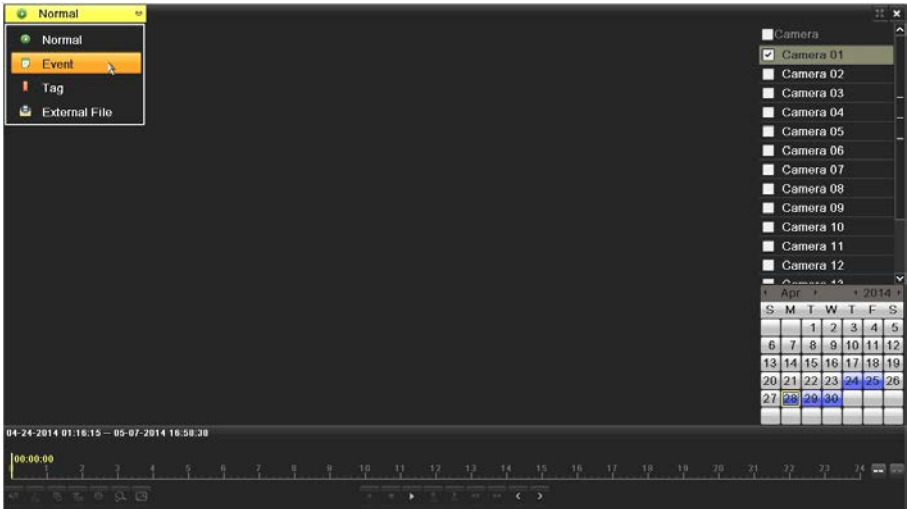 Normal
Normal
Event
Tag
External File
Camera
Camera 01
Camera 02
Camera 03
Camera 04
Camera 05
Camera 06
Camera 07
Camera 08
Camera 09
Camera 10
Camera 11
Camera 12
Camera 13
Apr 2014
S M T W T F S
1 2 3 4 5
6 7 8 9 10 11 12
13 14 15 16 17 18 19
20 21 22 23 24 25 26
27 28 29 30
04-24-2014 01:16:15 -- 05-07-2014 16:58:38
00:00:00
1 2 3 4 5 6 7 8 9 10 11 12 13 14 15 16 17 18 19 20 21 22 23 24